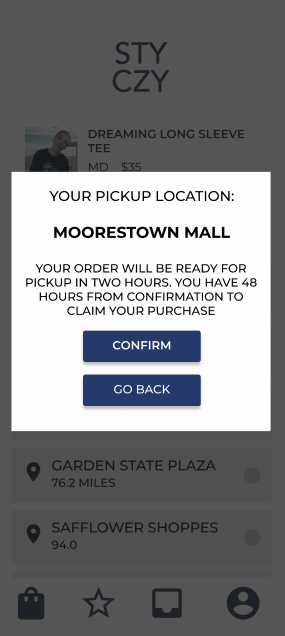 STY
CZY
DREAMING LONG SLEEVE
TEE
MD $35
YOUR PICKUP LOCATION:
MOORESTOWN MALL
YOUR ORDER WILL BE READY FOR
PICKUP IN TWO HOURS. YOU HAVE 48
HOURS FROM CONFIRMATION TO
CLAIM YOUR PURCHASE
CONFIRM
GO BACK
GARDEN STATE PLAZA
76.2 MILES
SAFFLOWER SHOPPES
94.0